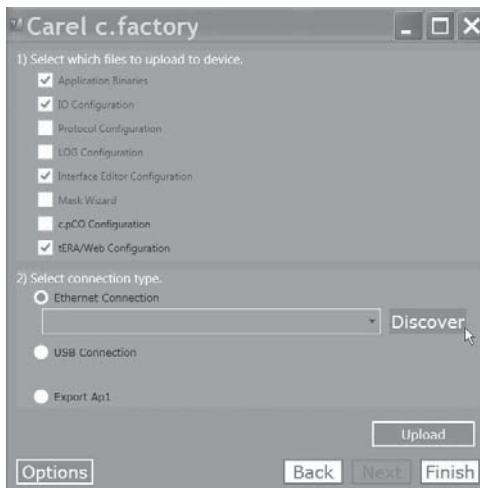 Carel c.factory
1) Select which files to upload to device.
Application Binaries
IO Configuration
Protocol Configuration
LOG Configuration
Interface Editor Configuration
Mask Wizard
c.pCO Configuration
tERA/Web Configuration
2) Select connection type.
Ethernet Connection
Discover
USB Connection
Export Ap1
Upload
Options
Back
Next
Finish